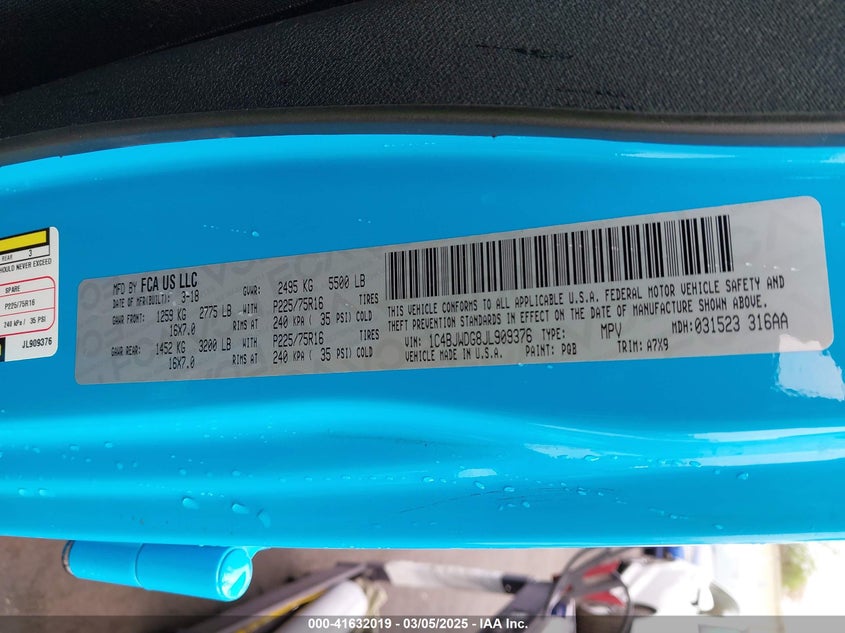 REAR 3
SHOULD NEVER EXCEED
SPARE
P225/75R16
240 kPa / 35 PSI
JL909376
MFD BY FCA US LLC
DATE OF MFR(BUILT): 3-18 GVWR: 2495 KG 5500 LB
GAWR FRONT: 1259 KG 2775 LB WITH P225/75R16 TIRES
16X7.0 RIMS AT 240 KPA ( 35 PSI) COLD
GAWR REAR: 1452 KG 3200 LB WITH P225/75R16 TIRES
16X7.0 RIMS AT 240 KPA ( 35 PSI) COLD
THIS VEHICLE CONFORMS TO ALL APPLICABLE U.S.A. FEDERAL MOTOR VEHICLE SAFETY AND
THEFT PREVENTION STANDARDS IN EFFECT ON THE DATE OF MANUFACTURE SHOWN ABOVE.
VIN: 1C4BJWDG8JL909376 TYPE: MPV MDH:031523 316AA
VEHICLE MADE IN U.S.A. PAINT: PQB TRIM: A7X9
000-41632019 - 03/05/2025 - IAA Inc.